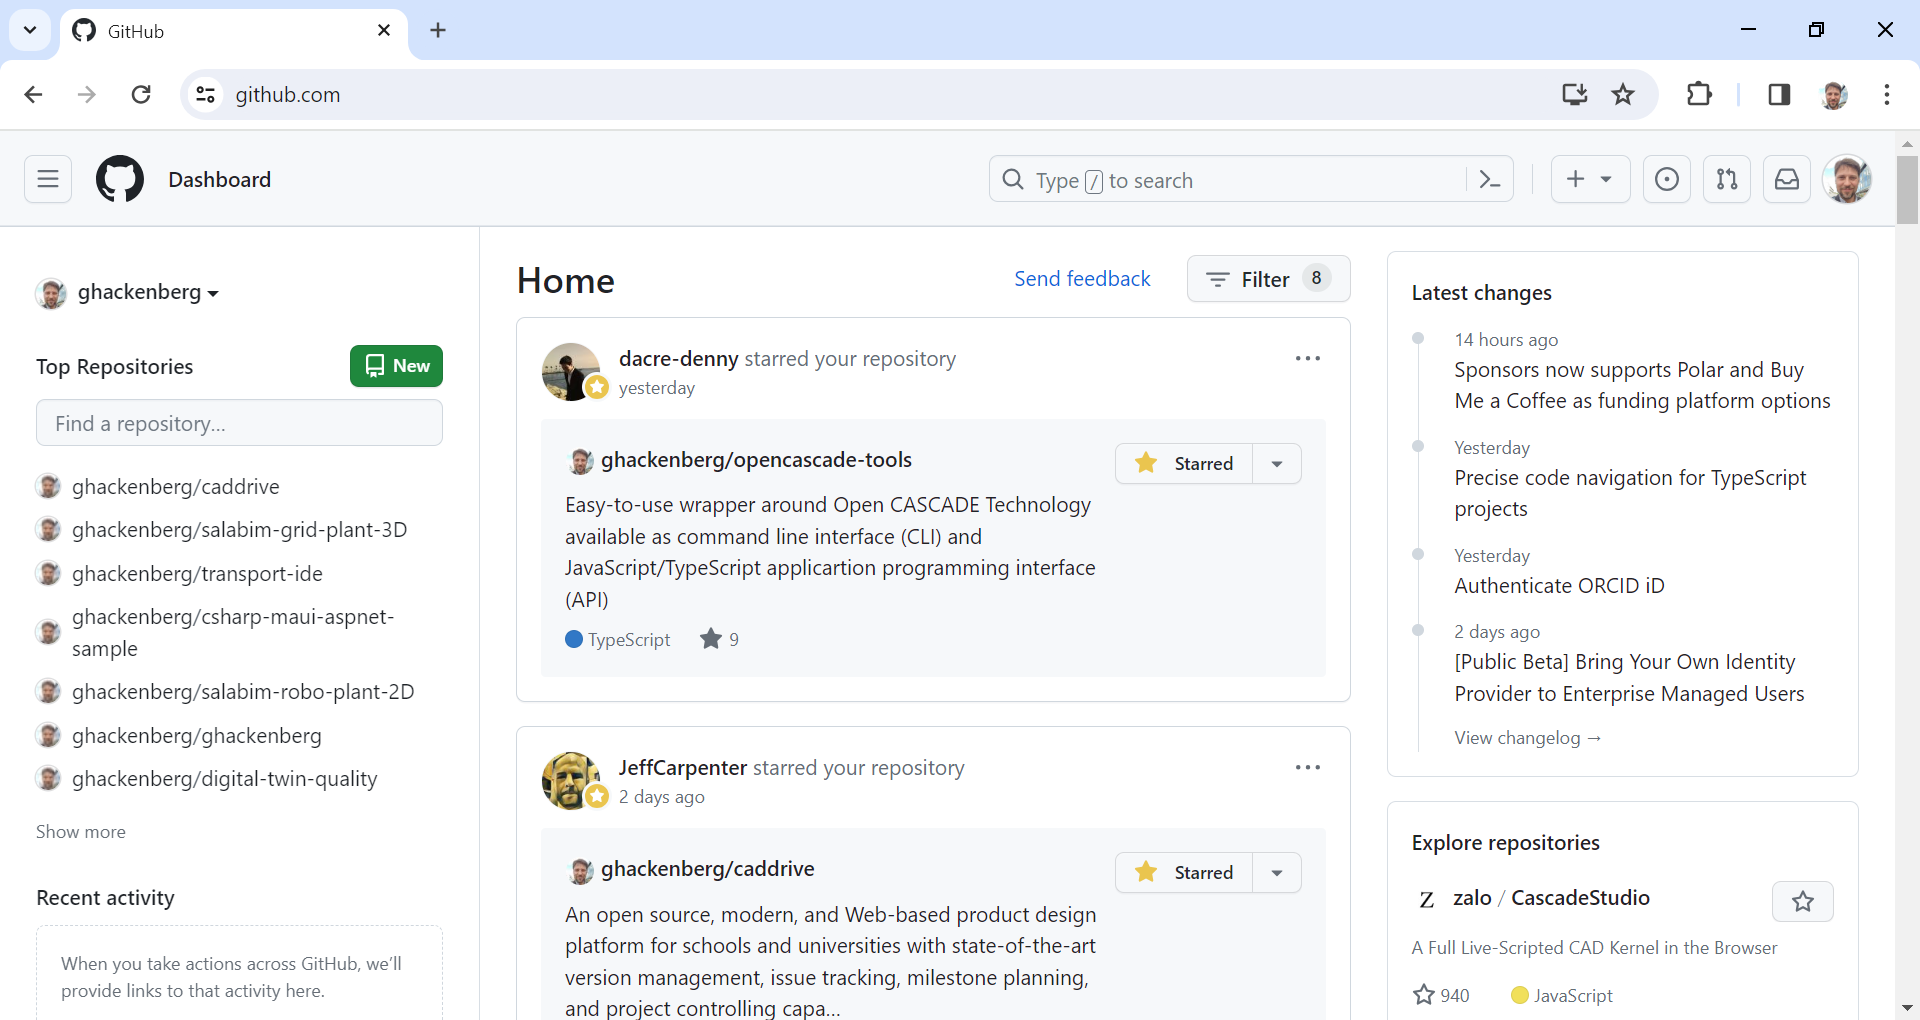 GitHub
github.com
Dashboard
Type / to search
ghackenberg
Top Repositories
New
Find a repository...
ghackenberg/caddrive
ghackenberg/salabim-grid-plant-3D
ghackenberg/transport-ide
ghackenberg/csharp-maui-aspnet-
sample
ghackenberg/salabim-robo-plant-2D
ghackenberg/ghackenberg
ghackenberg/digital-twin-quality
Show more
Recent activity
When you take actions across GitHub, we’ll
provide links to that activity here.
Home
Send feedback
Filter 8
dacre-denny starred your repository
yesterday
ghackenberg/opencascade-tools
Starred
Easy-to-use wrapper around Open CASCADE Technology
available as command line interface (CLI) and
JavaScript/TypeScript applicartion programming interface
(API)
TypeScript 9
JeffCarpenter starred your repository
2 days ago
ghackenberg/caddrive
Starred
An open source, modern, and Web-based product design
platform for schools and universities with state-of-the-art
version management, issue tracking, milestone planning,
and project controlling capa...
Latest changes
14 hours ago
Sponsors now supports Polar and Buy
Me a Coffee as funding platform options
Yesterday
Precise code navigation for TypeScript
projects
Yesterday
Authenticate ORCID iD
2 days ago
[Public Beta] Bring Your Own Identity
Provider to Enterprise Managed Users
View changelog →
Explore repositories
Z zalo / CascadeStudio
A Full Live-Scripted CAD Kernel in the Browser
940 JavaScript